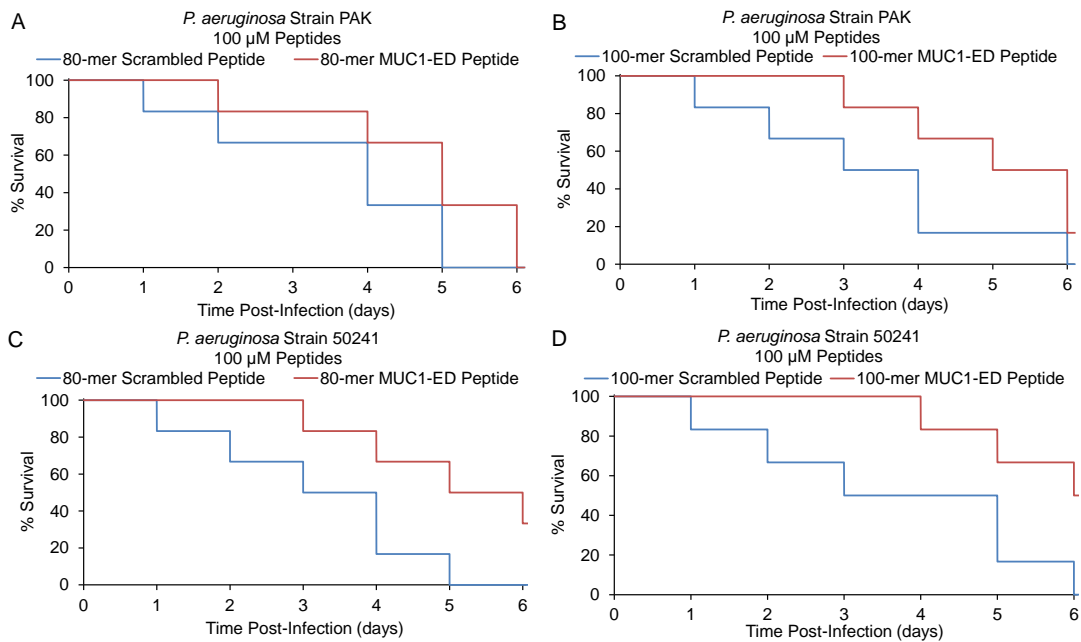 A
P. aeruginosa Strain PAK
100 µM Peptides
80-mer Scrambled Peptide 80-mer MUC1-ED Peptide
100
80
60
40
20
0
% Survival
0 1 2 3 4 5 6
Time Post-Infection (days)
B
P. aeruginosa Strain PAK
100 µM Peptides
100-mer Scrambled Peptide 100-mer MUC1-ED Peptide
100
80
60
40
20
0
% Survival
0 1 2 3 4 5 6
Time Post-Infection (days)
C
P. aeruginosa Strain 50241
100 µM Peptides
80-mer Scrambled Peptide 80-mer MUC1-ED Peptide
100
80
60
40
20
0
% Survival
0 1 2 3 4 5 6
Time Post-Infection (days)
D
P. aeruginosa Strain 50241
100 µM Peptides
100-mer Scrambled Peptide 100-mer MUC1-ED Peptide
100
80
60
40
20
0
% Survival
0 1 2 3 4 5 6
Time Post-Infection (days)